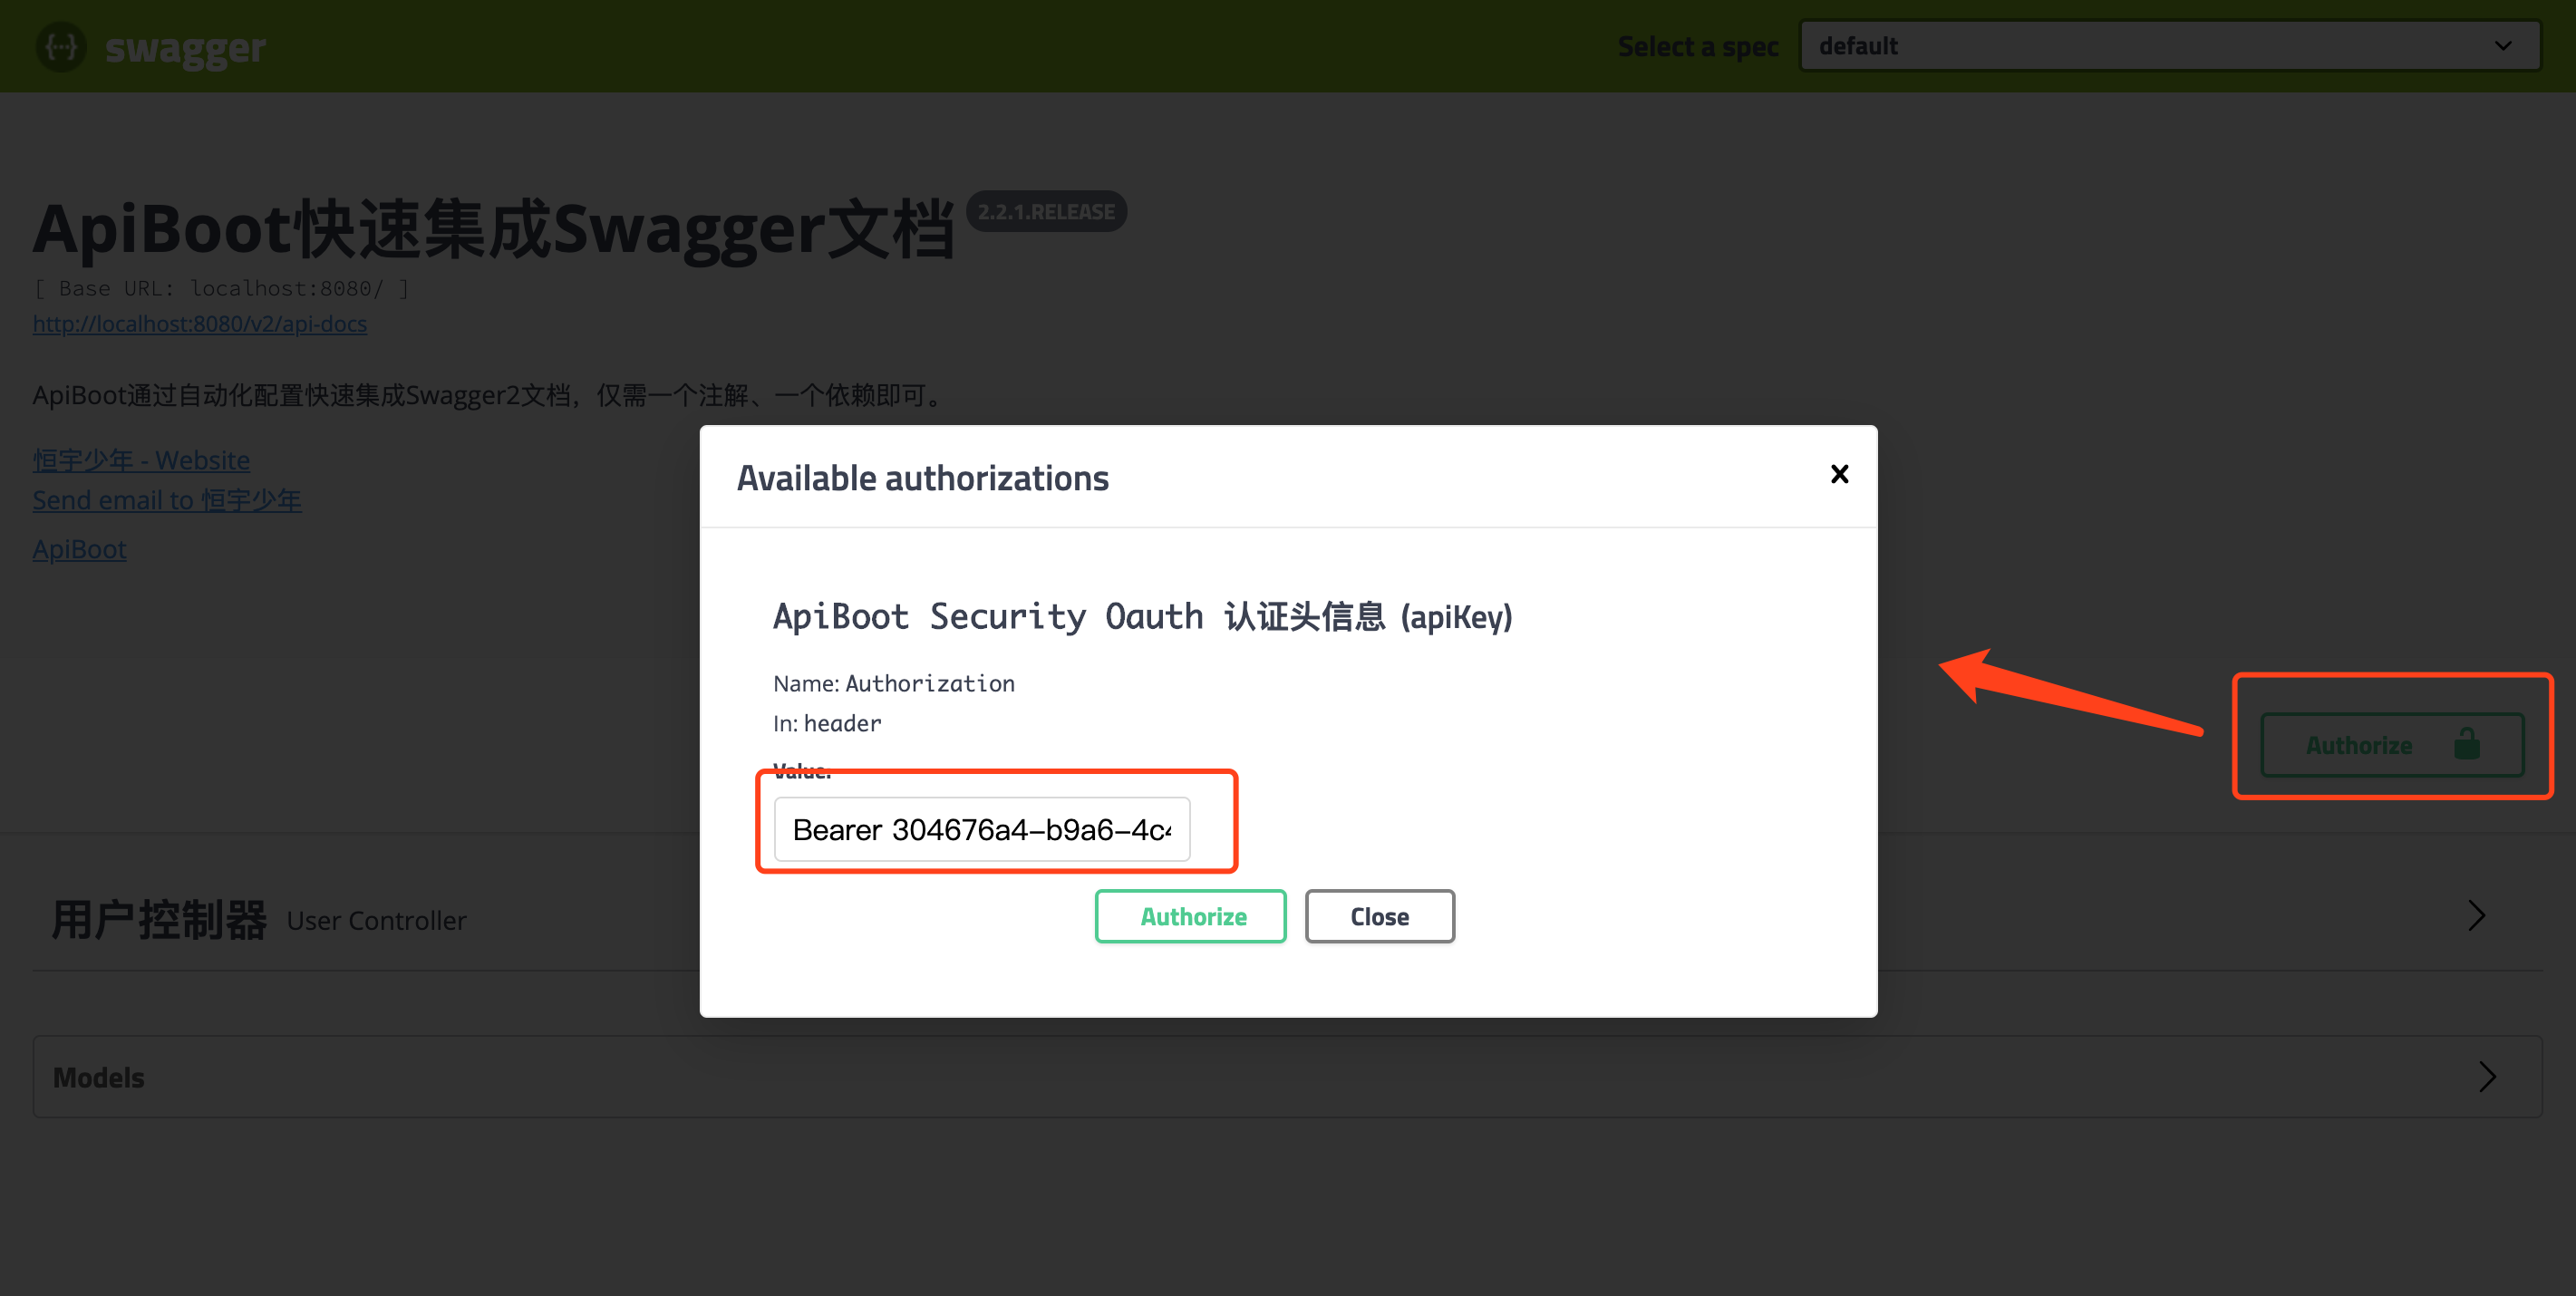 swagger
Select a spec
default
ApiBoot快速集成Swagger文档 2.2.1.RELEASE
[ Base URL: localhost:8080/ ]
http://localhost:8080/v2/api-docs
ApiBoot通过自动化配置快速集成Swagger2文档，仅需一个注解、一个依赖即可。
恒宇少年 - Website
Send email to 恒宇少年
ApiBoot
Available authorizations
ApiBoot Security Oauth 认证头信息 (apiKey)
Name: Authorization
In: header
Value:
Bearer 304676a4-b9a6-4c4
Authorize
Close
Authorize
用户控制器 User Controller
Models